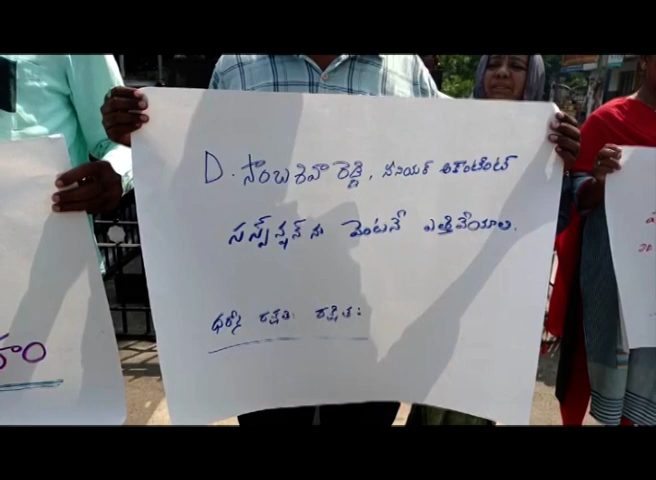 D. సాంబశివా రెడ్డి, సీనియర్ అకౌంటెంట్
సస్పెన్షన్ ను వెంటనే ఎత్తివేయాలి.
ధర్మో రక్షతి రక్షితః
హం